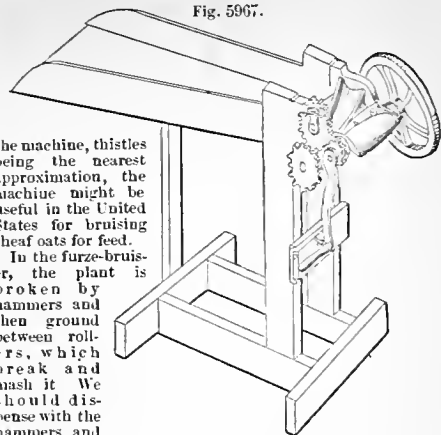 Fig. 5967.
the machine, thistles
being the nearest
approximation, the
machine might be
useful in the United
States for bruising
sheaf oats for feed.
In the furze-bruis-
er, the plant is
broken by
hammers and
then ground
between roll-
ers, which
break and
mash it We
should dis-
pense with the
hammers and